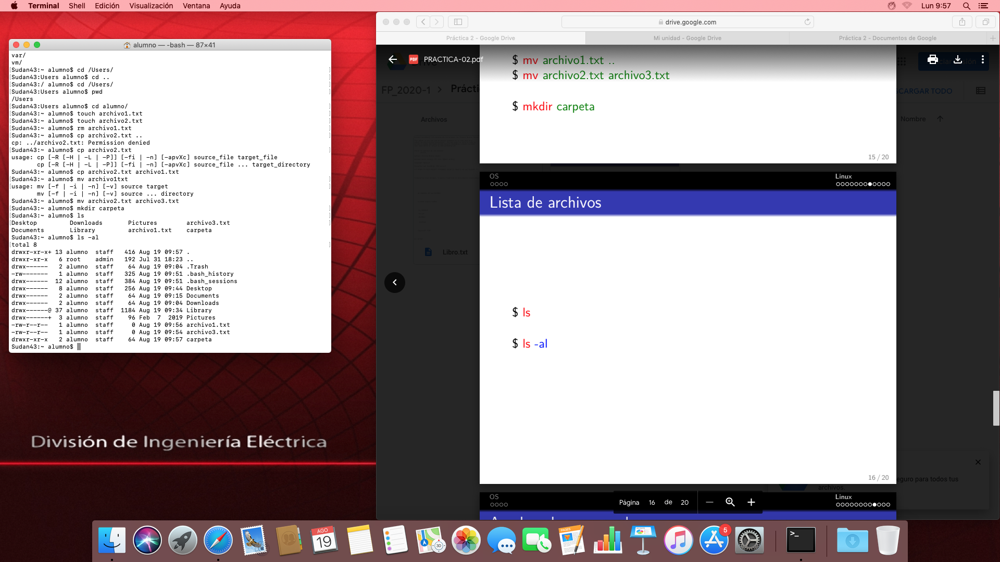 Terminal Shell Edición Visualización Ventana Ayuda
Lun 9:57
alumno — -bash — 87×41
var/
vm/
[Sudan43:~ alumno$ cd /Users/
[Sudan43:Users alumno$ cd ..
[Sudan43:/ alumno$ cd /Users/
[Sudan43:Users alumno$ pwd
/Users
[Sudan43:Users alumno$ cd alumno/
[Sudan43:~ alumno$ touch archivo1.txt
[Sudan43:~ alumno$ touch archivo2.txt
[Sudan43:~ alumno$ rm archivo1.txt
[Sudan43:~ alumno$ cp archivo2.txt ..
cp: ../archivo2.txt: Permission denied
[Sudan43:~ alumno$ cp archivo2.txt
usage: cp [-R [-H | -L | -P]] [-fi | -n] [-apvXc] source_file target_file
cp [-R [-H | -L | -P]] [-fi | -n] [-apvXc] source_file ... target_directory
Sudan43:~ alumno$ cp archivo2.txt archivo1.txt
[Sudan43:~ alumno$ mv archivo1txt
[usage: mv [-f | -i | -n] [-v] source target
mv [-f | -i | -n] [-v] source ... directory
Sudan43:~ alumno$ mv archivo2.txt archivo3.txt
[Sudan43:~ alumno$ mkdir carpeta
[Sudan43:~ alumno$ ls
[Desktop Downloads Pictures archivo3.txt
Documents Library archivo1.txt carpeta
Sudan43:~ alumno$ ls -al
[total 8
drwxr-xr-x+ 13 alumno staff 416 Aug 19 09:57 .
drwxr-xr-x 6 root admin 192 Jul 31 18:23 ..
drwx------ 2 alumno staff 64 Aug 19 09:04 .Trash
-rw------- 1 alumno staff 325 Aug 19 09:51 .bash_history
drwx------ 12 alumno staff 384 Aug 19 09:51 .bash_sessions
drwx------ 8 alumno staff 256 Aug 19 09:44 Desktop
drwx------ 2 alumno staff 64 Aug 19 09:15 Documents
drwx------ 2 alumno staff 64 Aug 19 09:04 Downloads
drwx------@ 37 alumno staff 1184 Aug 19 09:34 Library
drwx------+ 3 alumno staff 96 Feb 7 2019 Pictures
-rw-r--r-- 1 alumno staff 0 Aug 19 09:56 archivo1.txt
-rw-r--r-- 1 alumno staff 0 Aug 19 09:54 archivo3.txt
drwxr-xr-x 2 alumno staff 64 Aug 19 09:57 carpeta
Sudan43:~ alumno$
División de Ingeniería Eléctrica
drive.google.com
Práctica 2 - Google Drive
Mi unidad - Google Drive
Práctica 2 - Documentos de Google
PDF PRACTICA-02.pdf
FP_2020-1 > Prácti
SCARGAR TODO
Archivos
Nombre
Libro.txt
$ mv archivo1.txt ..
$ mv archivo2.txt archivo3.txt
$ mkdir carpeta
15 / 20
OS
Linux
Lista de archivos
$ ls
$ ls -al
16 / 20
eguro para todos tus
archivos.
OS
Linux
Página 16 de 20
AGO
19
3D
5
>_